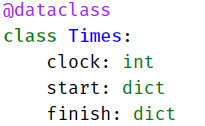 @dataclass
class Times:
    clock: int
    start: dict
    finish: dict